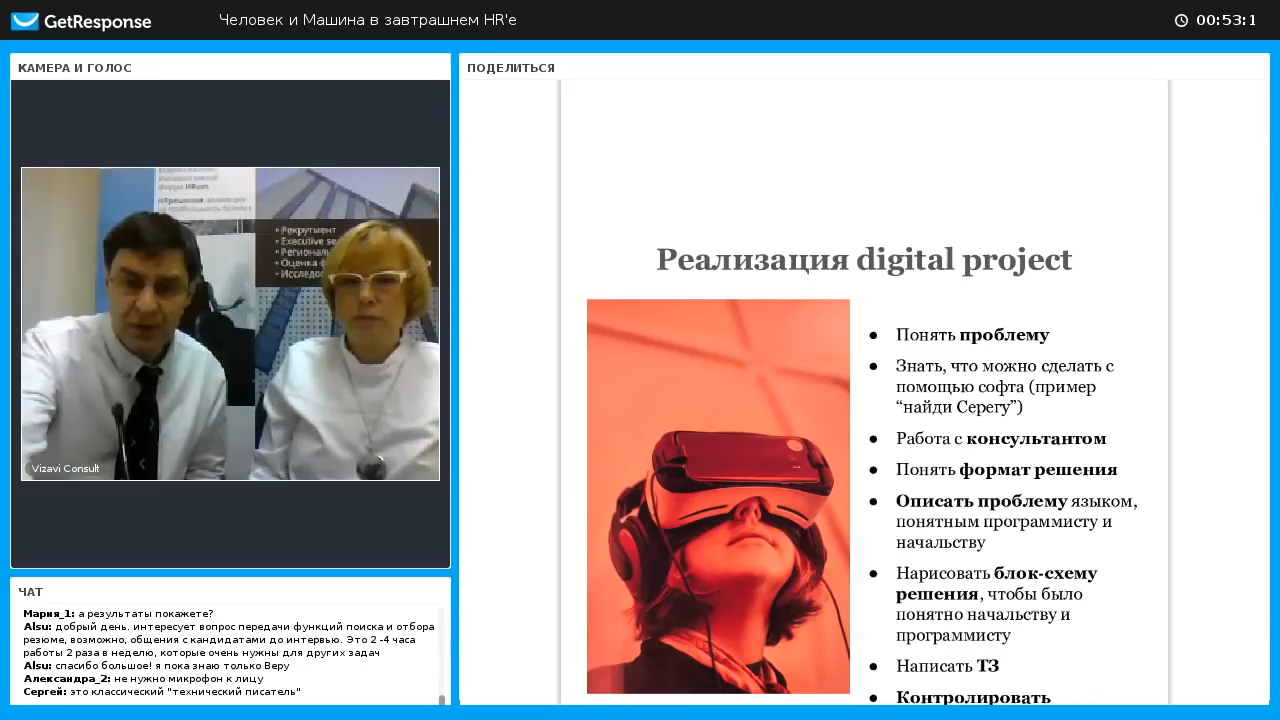 GetResponse
Человек и Машина в завтрашнем HR'е
00:53:1
КАМЕРА И ГОЛОС
Форум HRum
• Рекрутмент
• Executive se
• Региональ
• Оценка
• Исследо
Vizavi Consult
ЧАТ
Мария_1: а результаты покажете?
Alsu: добрый день. интересует вопрос передачи функций поиска и отбора
резюме, возможно, общения с кандидатами до интервью. Это 2 -4 часа
работы 2 раза в неделю, которые очень нужны для других задач
Alsu: спасибо большое! я пока знаю только Веру
Александра_2: не нужно микрофон к лицу
Сергей: это классический "технический писатель"
ПОДЕЛИТЬСЯ
Реализация digital project
● Понять проблему
● Знать, что можно сделать с
помощью софта (пример
“найди Серегу”)
● Работа с консультантом
● Понять формат решения
● Описать проблему языком,
понятным программисту и
начальству
● Нарисовать блок-схему
решения, чтобы было
понятно начальству и
программисту
● Написать ТЗ
● Контролировать